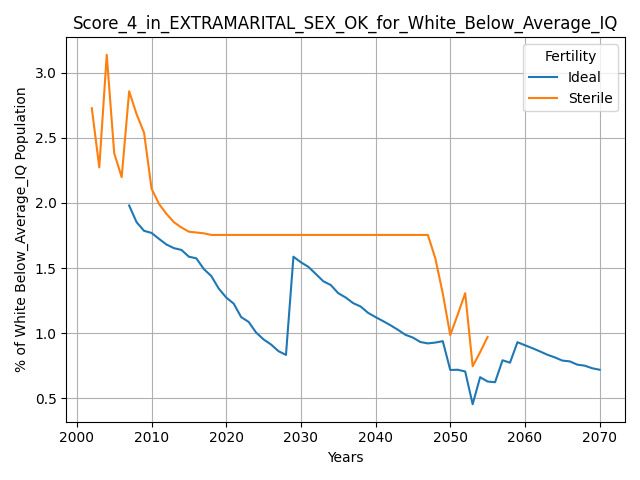 Score_4_in_EXTRAMARITAL_SEX_OK_for_White_Below_Average_IQ
% of White Below_Average_IQ Population
3.0
2.5
2.0
1.5
1.0
0.5
Fertility
Ideal
Sterile
2000 2010 2020 2030 2040 2050 2060 2070
Years